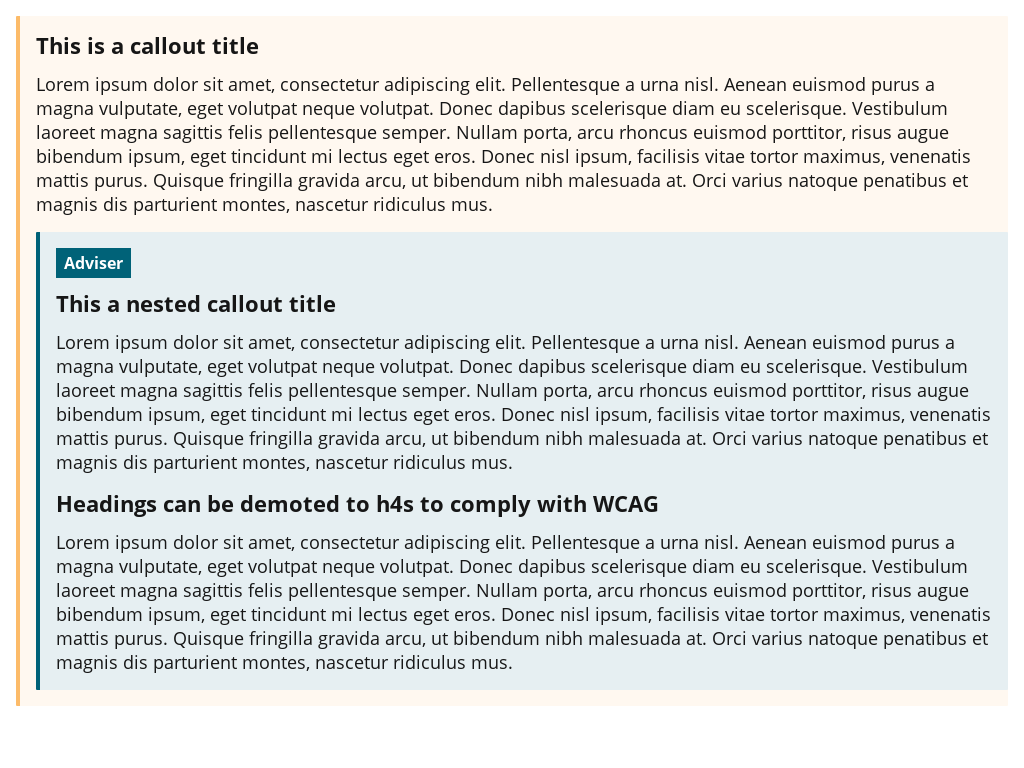 This is a callout title
Lorem ipsum dolor sit amet, consectetur adipiscing elit. Pellentesque a urna nisl. Aenean euismod purus a
magna vulputate, eget volutpat neque volutpat. Donec dapibus scelerisque diam eu scelerisque. Vestibulum
laoreet magna sagittis felis pellentesque semper. Nullam porta, arcu rhoncus euismod porttitor, risus augue
bibendum ipsum, eget tincidunt mi lectus eget eros. Donec nisl ipsum, facilisis vitae tortor maximus, venenatis
mattis purus. Quisque fringilla gravida arcu, ut bibendum nibh malesuada at. Orci varius natoque penatibus et
magnis dis parturient montes, nascetur ridiculus mus.
Adviser
This a nested callout title
Lorem ipsum dolor sit amet, consectetur adipiscing elit. Pellentesque a urna nisl. Aenean euismod purus a
magna vulputate, eget volutpat neque volutpat. Donec dapibus scelerisque diam eu scelerisque. Vestibulum
laoreet magna sagittis felis pellentesque semper. Nullam porta, arcu rhoncus euismod porttitor, risus augue
bibendum ipsum, eget tincidunt mi lectus eget eros. Donec nisl ipsum, facilisis vitae tortor maximus, venenatis
mattis purus. Quisque fringilla gravida arcu, ut bibendum nibh malesuada at. Orci varius natoque penatibus et
magnis dis parturient montes, nascetur ridiculus mus.
Headings can be demoted to h4s to comply with WCAG
Lorem ipsum dolor sit amet, consectetur adipiscing elit. Pellentesque a urna nisl. Aenean euismod purus a
magna vulputate, eget volutpat neque volutpat. Donec dapibus scelerisque diam eu scelerisque. Vestibulum
laoreet magna sagittis felis pellentesque semper. Nullam porta, arcu rhoncus euismod porttitor, risus augue
bibendum ipsum, eget tincidunt mi lectus eget eros. Donec nisl ipsum, facilisis vitae tortor maximus, venenatis
mattis purus. Quisque fringilla gravida arcu, ut bibendum nibh malesuada at. Orci varius natoque penatibus et
magnis dis parturient montes, nascetur ridiculus mus.